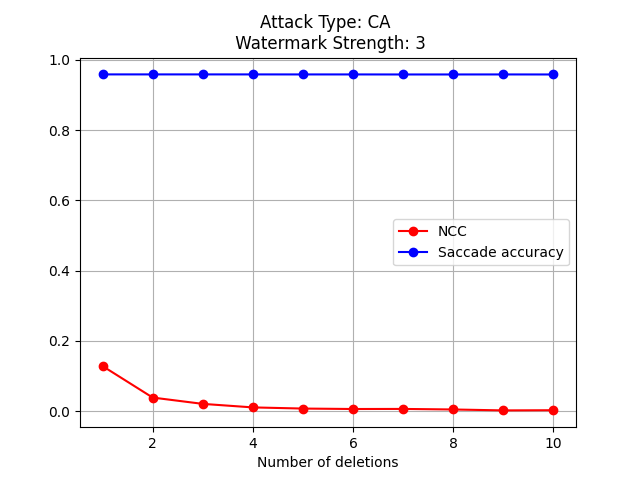 Attack Type: CA
Watermark Strength: 3
1.0
0.8
0.6
0.4
0.2
0.0
NCC
Saccade accuracy
2 4 6 8 10
Number of deletions